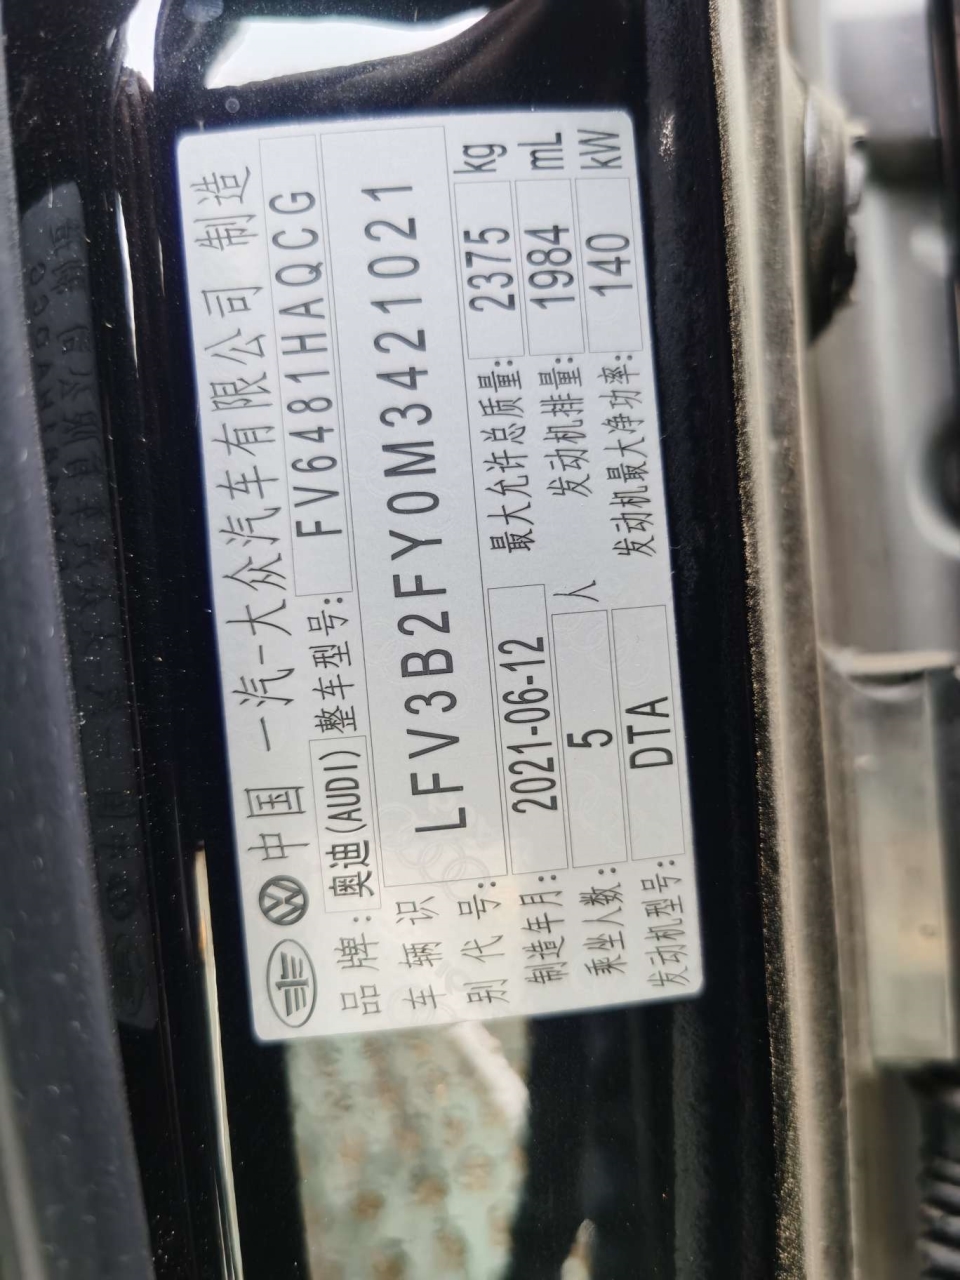 中国 一汽-大众汽车有限公司 制造
品牌: 奥迪(AUDI) 整车型号: FV6481HAQCG
车辆识别代号: LFV3B2FY0M3421021
制造年月: 2021-06-12 最大允许总质量: 2375 kg
乘坐人数: 5 人 发动机排量: 1984 mL
发动机型号: DTA 发动机最大净功率: 140 kW